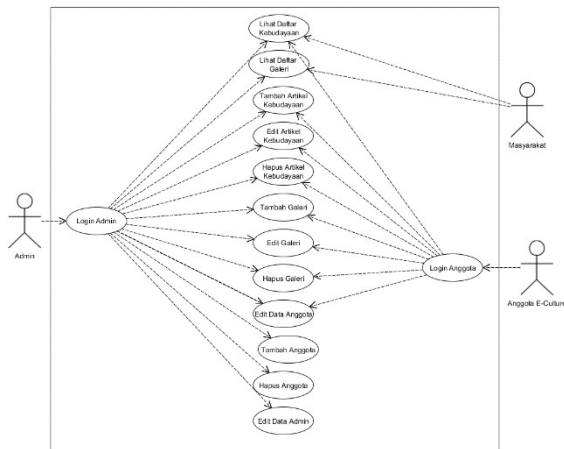 Lihat Daftar
Kebudayaan
Lihat Daftar
Galeri
Tambah Artikel
Kebudayaan
Edit Artikel
Kebudayaan
Hapus Artikel
Kebudayaan
Tambah Galeri
Edit Galeri
Hapus Galeri
Edit Data Anggota
Tambah Anggota
Hapus Anggota
Edit Data Admin
Login Admin
Admin
Masyarakat
Login Anggota
Anggota E-Culture